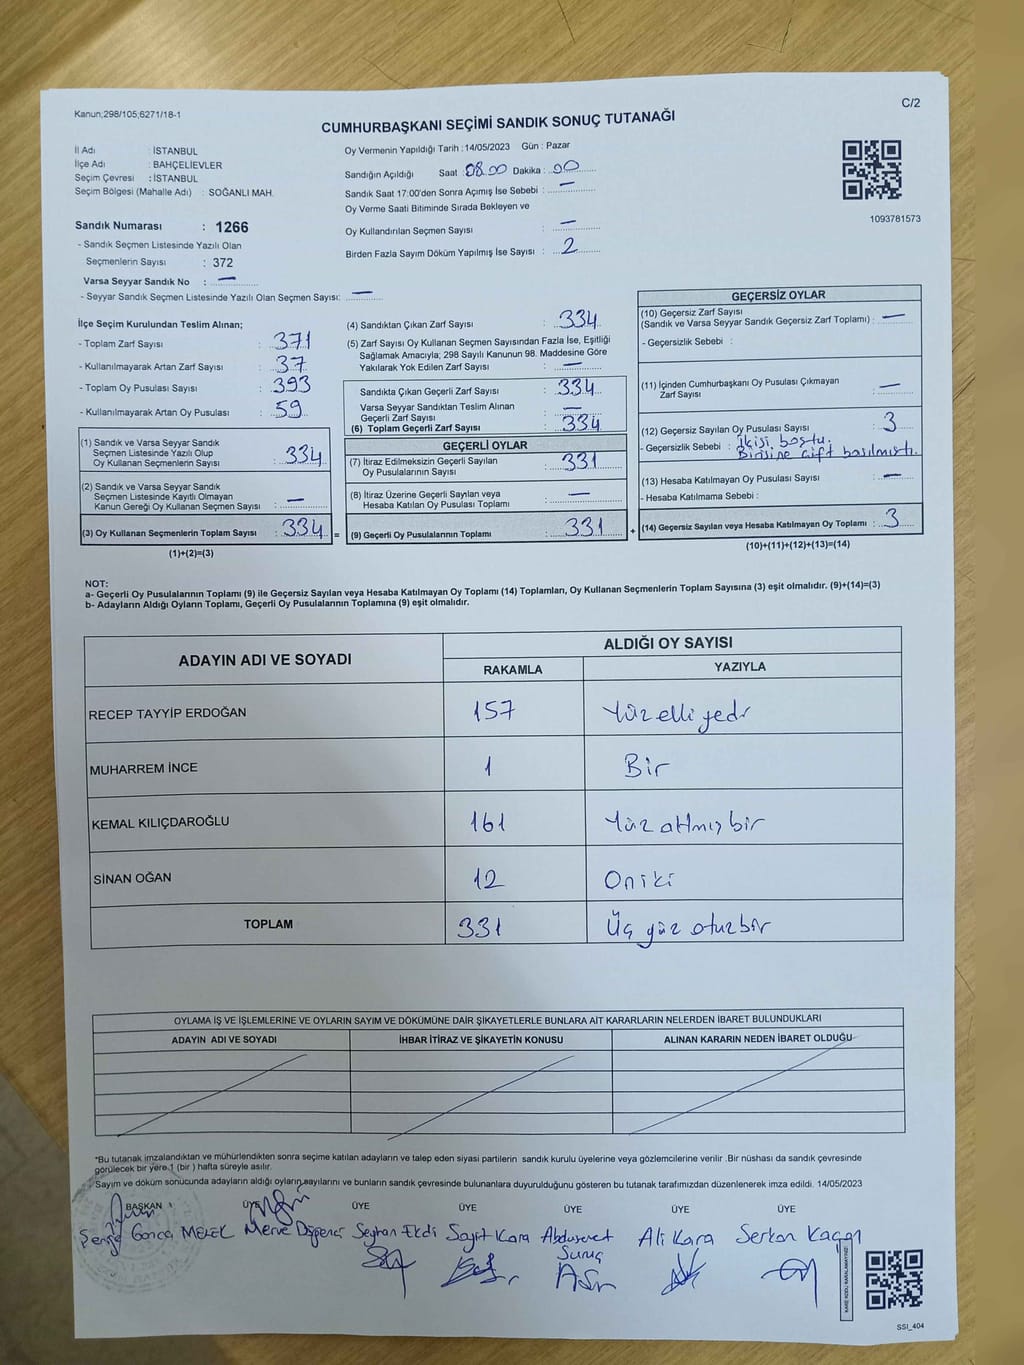 Kanun;298/105;6271/18-1
C/2
CUMHURBAŞKANI SEÇİMİ SANDIK SONUÇ TUTANAĞI
İl Adı : İSTANBUL
İlçe Adı : BAHÇELİEVLER
Seçim Çevresi : İSTANBUL
Seçim Bölgesi (Mahalle Adı) : SOĞANLI MAH.
Oy Vermenin Yapıldığı Tarih : 14/05/2023 Gün : Pazar
Sandığın Açıldığı Saat : 08.00 Dakika : 00
Sandık Saat 17:00'den Sonra Açımış İse Sebebi : —
Oy Verme Saati Bitiminde Sırada Bekleyen ve
Oy Kullandırılan Seçmen Sayısı : —
Birden Fazla Sayım Döküm Yapılmış İse Sayısı : 2
1093781573
Sandık Numarası : 1266
- Sandık Seçmen Listesinde Yazılı Olan
Seçmenlerin Sayısı : 372
Varsa Seyyar Sandık No : —
- Seyyar Sandık Seçmen Listesinde Yazılı Olan Seçmen Sayısı: —
İlçe Seçim Kurulundan Teslim Alınan;
- Toplam Zarf Sayısı : 371
- Kullanılmayarak Artan Zarf Sayısı : 37
- Toplam Oy Pusulası Sayısı : 393
- Kullanılmayarak Artan Oy Pusulası : 59
(1) Sandık ve Varsa Seyyar Sandık
Seçmen Listesinde Yazılı Olup
Oy Kullanan Seçmenlerin Sayısı : 334
(2) Sandık ve Varsa Seyyar Sandık
Seçmen Listesinde Kayıtlı Olmayan
Kanun Gereği Oy Kullanan Seçmen Sayısı : —
(3) Oy Kullanan Seçmenlerin Toplam Sayısı : 334 =
(1)+(2)=(3)
(4) Sandıktan Çıkan Zarf Sayısı : 334
(5) Zarf Sayısı Oy Kullanan Seçmen Sayısından Fazla İse, Eşitliği
Sağlamak Amacıyla; 298 Sayılı Kanunun 98. Maddesine Göre
Yakılarak Yok Edilen Zarf Sayısı : —
Sandıkta Çıkan Geçerli Zarf Sayısı : 334
Varsa Seyyar Sandıktan Teslim Alınan
Geçerli Zarf Sayısı : —
(6) Toplam Geçerli Zarf Sayısı : 334
GEÇERLİ OYLAR
(7) İtiraz Edilmeksizin Geçerli Sayılan
Oy Pusulalarının Sayısı : 331
(8) İtiraz Üzerine Geçerli Sayılan veya
Hesaba Katılan Oy Pusulası Toplamı : —
(9) Geçerli Oy Pusulalarının Toplamı : 331 +
GEÇERSİZ OYLAR
(10) Geçersiz Zarf Sayısı
(Sandık ve Varsa Seyyar Sandık Geçersiz Zarf Toplamı) : —
- Geçersizlik Sebebi :
(11) İçinden Cumhurbaşkanı Oy Pusulası Çıkmayan
Zarf Sayısı : —
(12) Geçersiz Sayılan Oy Pusulası Sayısı : 3
- Geçersizlik Sebebi : İkisi boştu.
Birisine çift basılmıştı.
(13) Hesaba Katılmayan Oy Pusulası Sayısı : —
- Hesaba Katılmama Sebebi :
(14) Geçersiz Sayılan veya Hesaba Katılmayan Oy Toplamı : 3
(10)+(11)+(12)+(13)=(14)
NOT:
a- Geçerli Oy Pusulalarının Toplamı (9) ile Geçersiz Sayılan veya Hesaba Katılmayan Oy Toplamı (14) Toplamları, Oy Kullanan Seçmenlerin Toplam Sayısına (3) eşit olmalıdır. (9)+(14)=(3)
b- Adayların Aldığı Oyların Toplamı, Geçerli Oy Pusulalarının Toplamına (9) eşit olmalıdır.
ADAYIN ADI VE SOYADI
ALDIĞI OY SAYISI
RAKAMLA YAZIYLA
RECEP TAYYİP ERDOĞAN 157 Yüz elli yedi
MUHARREM İNCE 1 Bir
KEMAL KILIÇDAROĞLU 161 Yüz altmış bir
SİNAN OĞAN 12 On iki
TOPLAM 331 Üç yüz otuz bir
OYLAMA İŞ VE İŞLEMLERİNE VE OYLARIN SAYIM VE DÖKÜMÜNE DAİR ŞİKAYETLERLE BUNLARA AİT KARARLARIN NELERDEN İBARET BULUNDUKLARI
ADAYIN ADI VE SOYADI İHBAR İTİRAZ VE ŞİKAYETİN KONUSU ALINAN KARARIN NEDEN İBARET OLDUĞU
*Bu tutanak imzalandıktan ve mühürlendikten sonra seçime katılan adayların ve talep eden siyasi partilerin sandık kurulu üyelerine veya gözlemcilerine verilir .Bir nüshası da sandık çevresinde
görülecek bir yere 1 (bir ) hafta süreyle asılır.
Sayım ve döküm sonucunda adayların aldığı oyların sayılarını ve bunların sandık çevresinde bulunanlara duyurulduğunu gösteren bu tutanak tarafımızdan düzenlenerek imza edildi. 14/05/2023
BAŞKAN ÜYE ÜYE ÜYE ÜYE ÜYE ÜYE
Gonca MELEK Merve Seyhan Ekdi Sayit Kara Abdusamet Ali Kara Serkan Kaçan
Suruç
KARE KODU KARALAMAYINIZ!
SSI_404